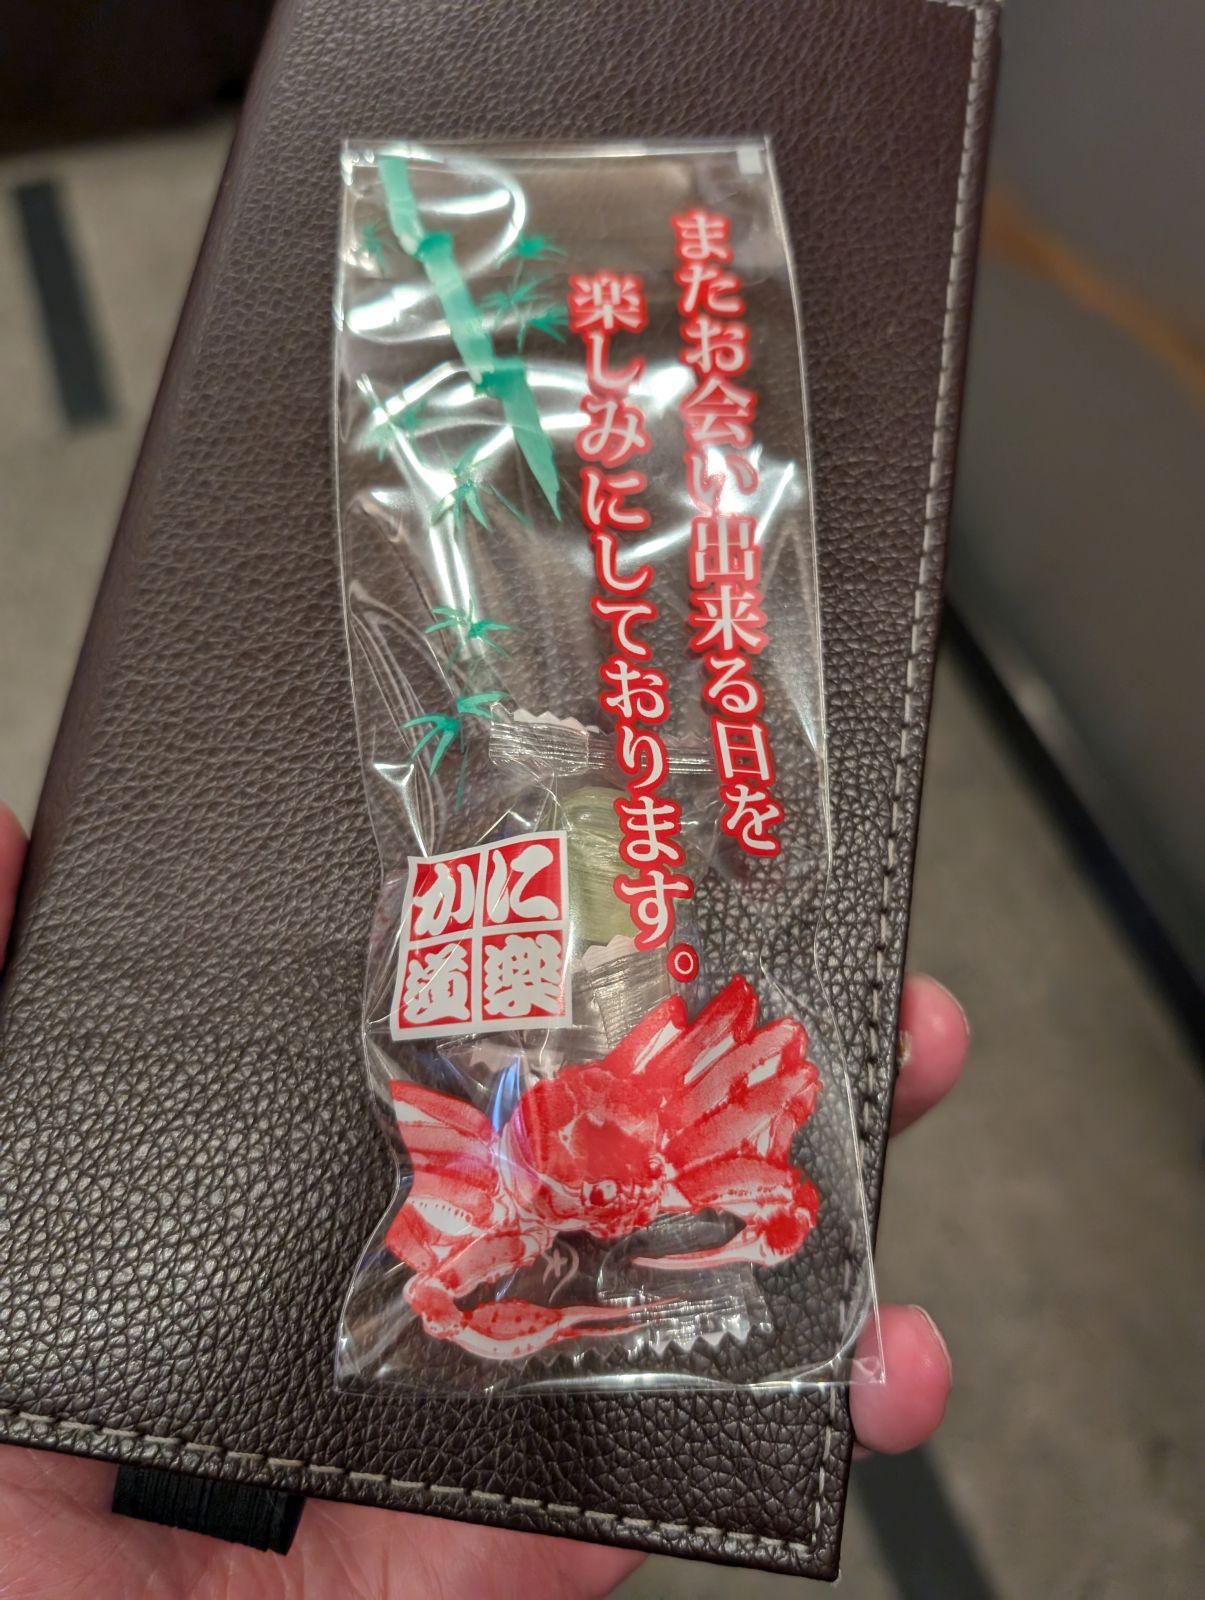 またお会い出来る日を
楽しみにしております。
かに
道楽